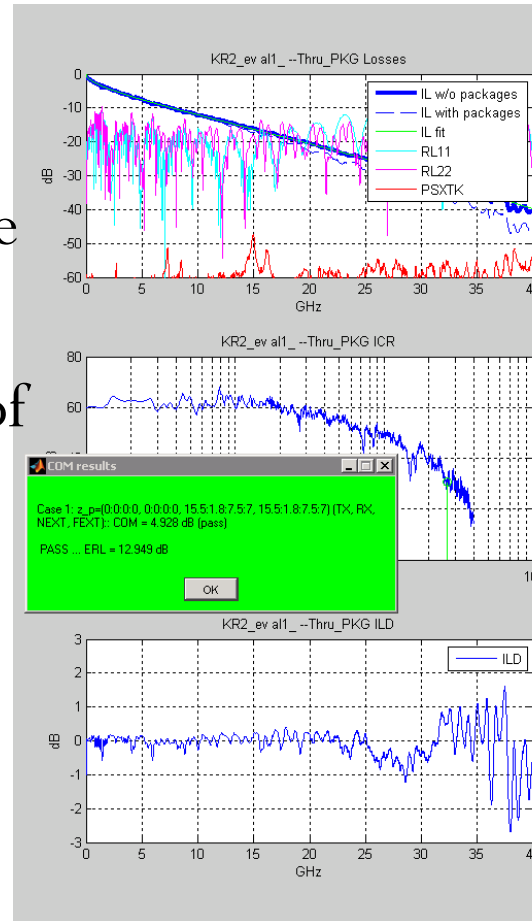 KR2_ev al1_ --Thru_PKG Losses
0
-10
-20
-30
-40
-50
-60
dB
0 5 10 15 20 25 30 35 40
GHz
IL w/o packages
IL with packages
IL fit
RL11
RL22
PSXTK
e
of
KR2_ev al1_ --Thru_PKG ICR
80
60
COM results
Case 1: z_p=(0:0:0:0, 0:0:0:0, 15.5:1.8:7.5:7, 15.5:1.8:7.5:7) (TX, RX,
NEXT, FEXT):: COM = 4.928 dB (pass)
PASS ... ERL = 12.949 dB
OK
10
KR2_ev al1_ --Thru_PKG ILD
3
2
1
0
-1
-2
-3
dB
ILD
0 5 10 15 20 25 30 35 40
GHz